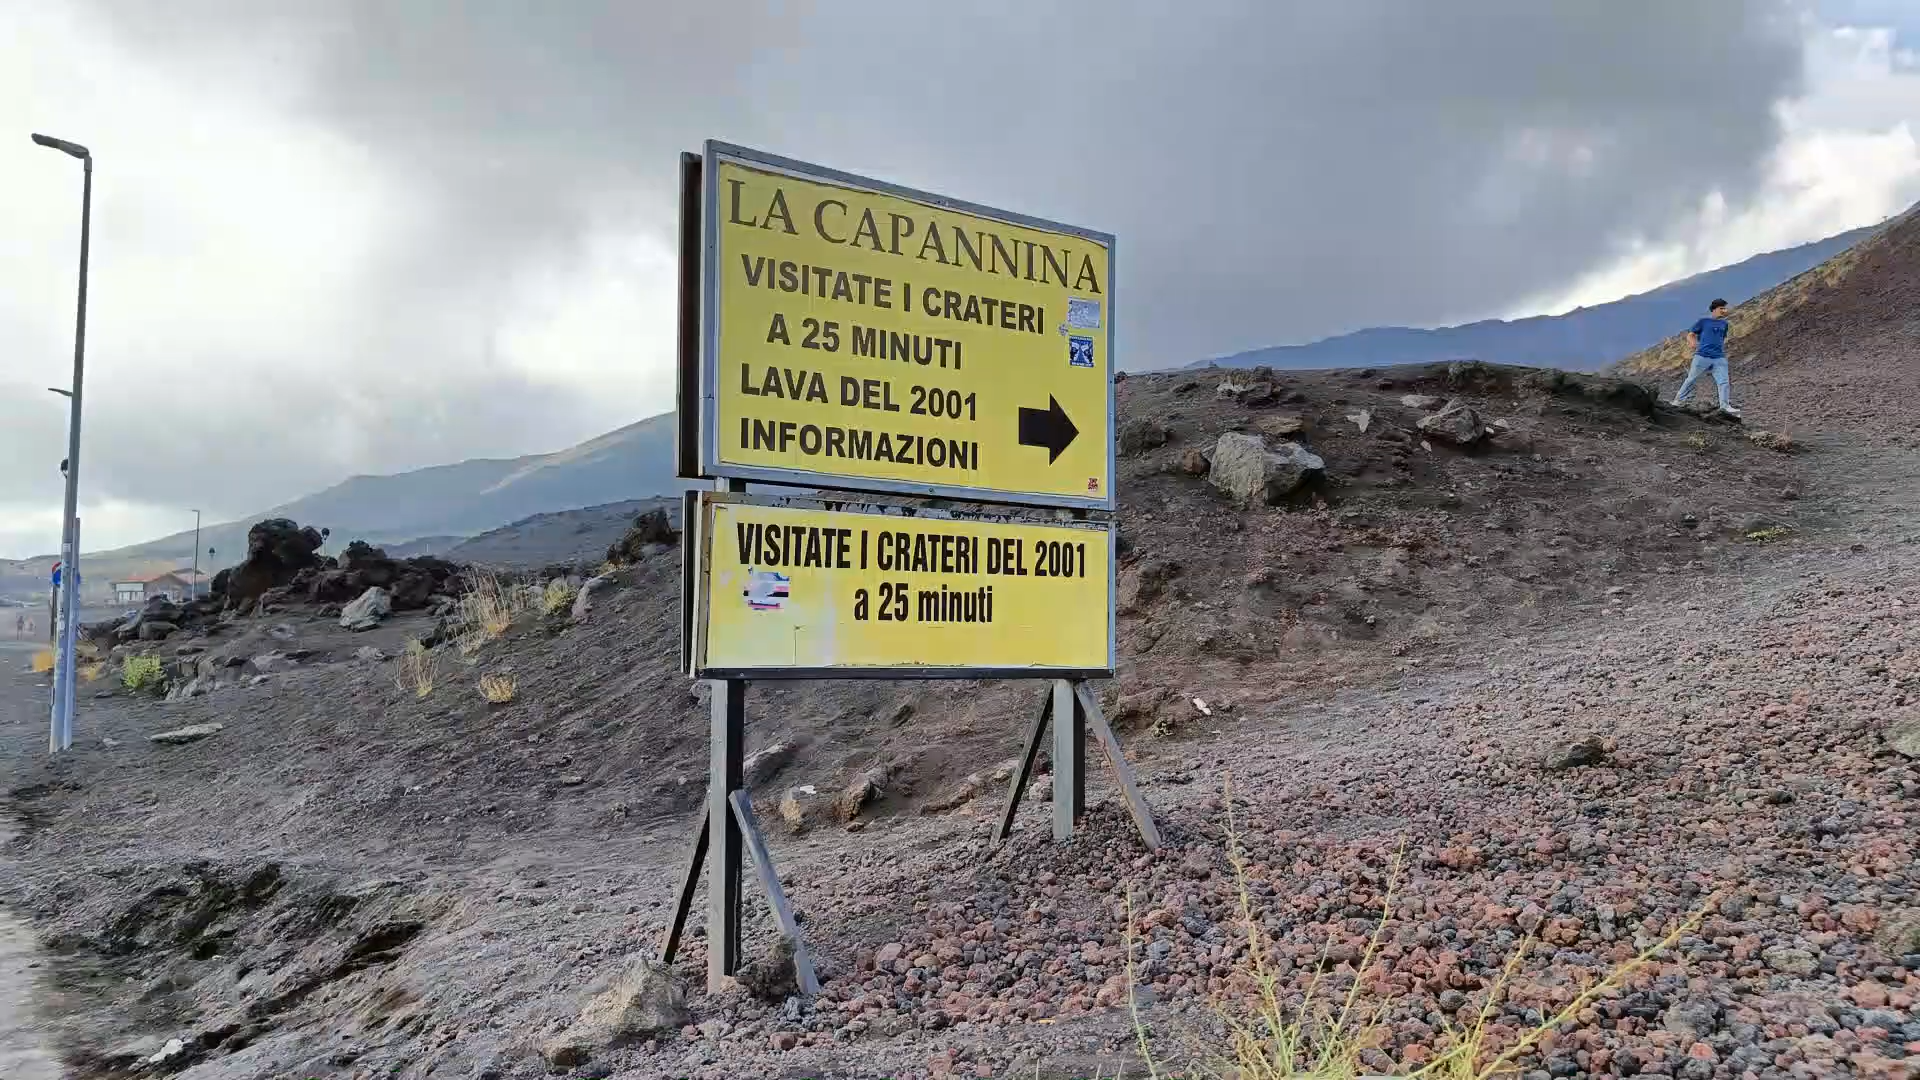 LA CAPANNINA
VISITATE I CRATERI
A 25 MINUTI
LAVA DEL 2001
INFORMAZIONI
VISITATE I CRATERI DEL 2001
a 25 minuti